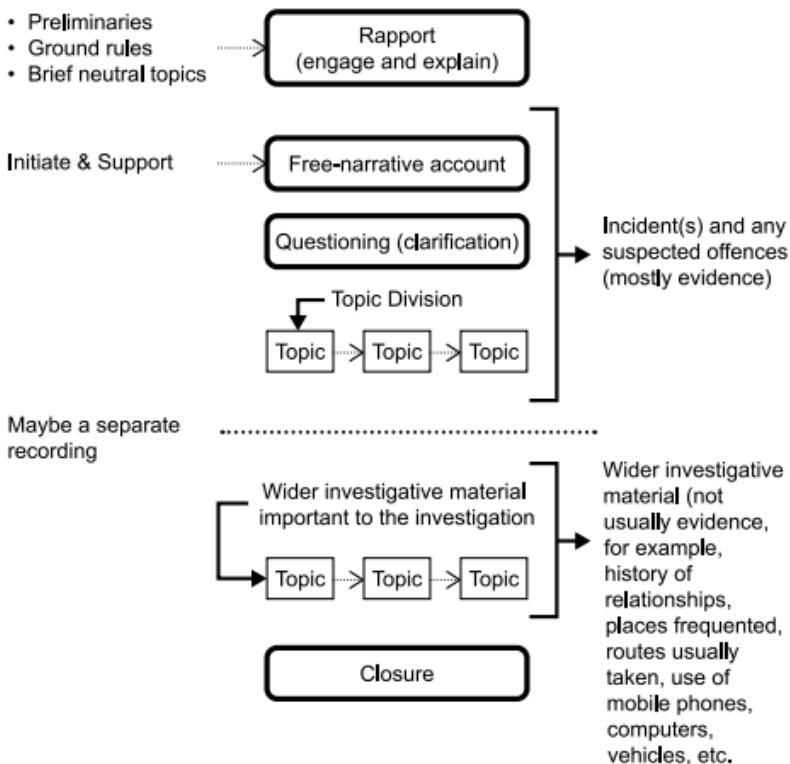 • Preliminaries
• Ground rules
• Brief neutral topics
Rapport
(engage and explain)
Initiate & Support
Free-narrative account
Questioning (clarification)
Topic Division
Topic
Topic
Topic
Incident(s) and any
suspected offences
(mostly evidence)
Maybe a separate
recording
Wider investigative material
important to the investigation
Topic
Topic
Topic
Closure
Wider investigative
material (not
usually evidence,
for example,
history of
relationships,
places frequented,
routes usually
taken, use of
mobile phones,
computers,
vehicles, etc.